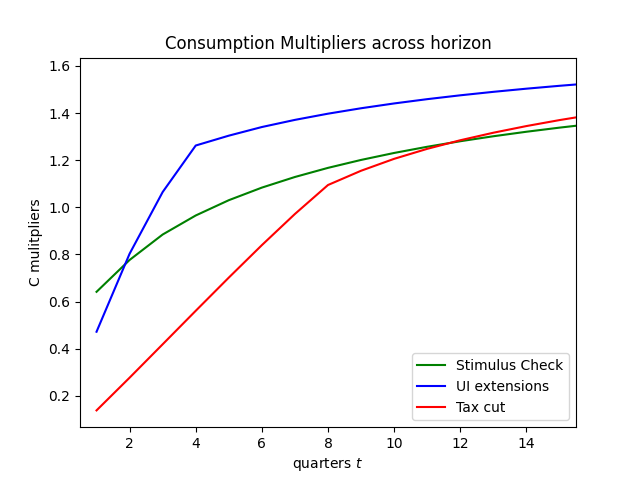 Consumption Multipliers across horizon
C mulitpliers
1.6
1.4
1.2
1.0
0.8
0.6
0.4
0.2
Stimulus Check
UI extensions
Tax cut
2 4 6 8 10 12 14
quarters t